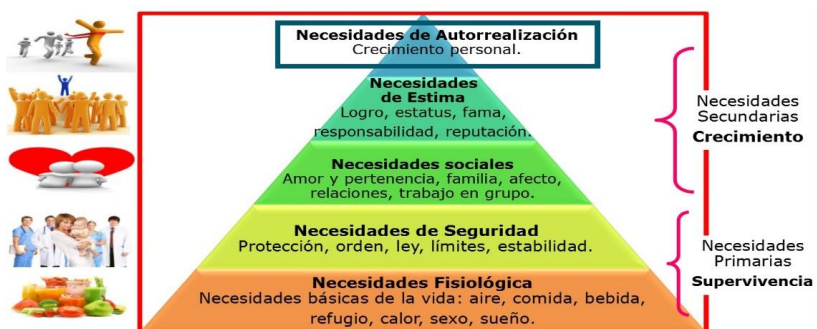 Necesidades de Autorrealización
Crecimiento personal.
Necesidades
de Estima
Logro, estatus, fama,
responsabilidad, reputación.
Necesidades sociales
Amor y pertenencia, familia, afecto,
relaciones, trabajo en grupo.
Necesidades de Seguridad
Protección, orden, ley, límites, estabilidad.
Necesidades Fisiológica
Necesidades básicas de la vida: aire, comida, bebida,
refugio, calor, sexo, sueño.
Necesidades
Secundarias
Crecimiento
Necesidades
Primarias
Supervivencia